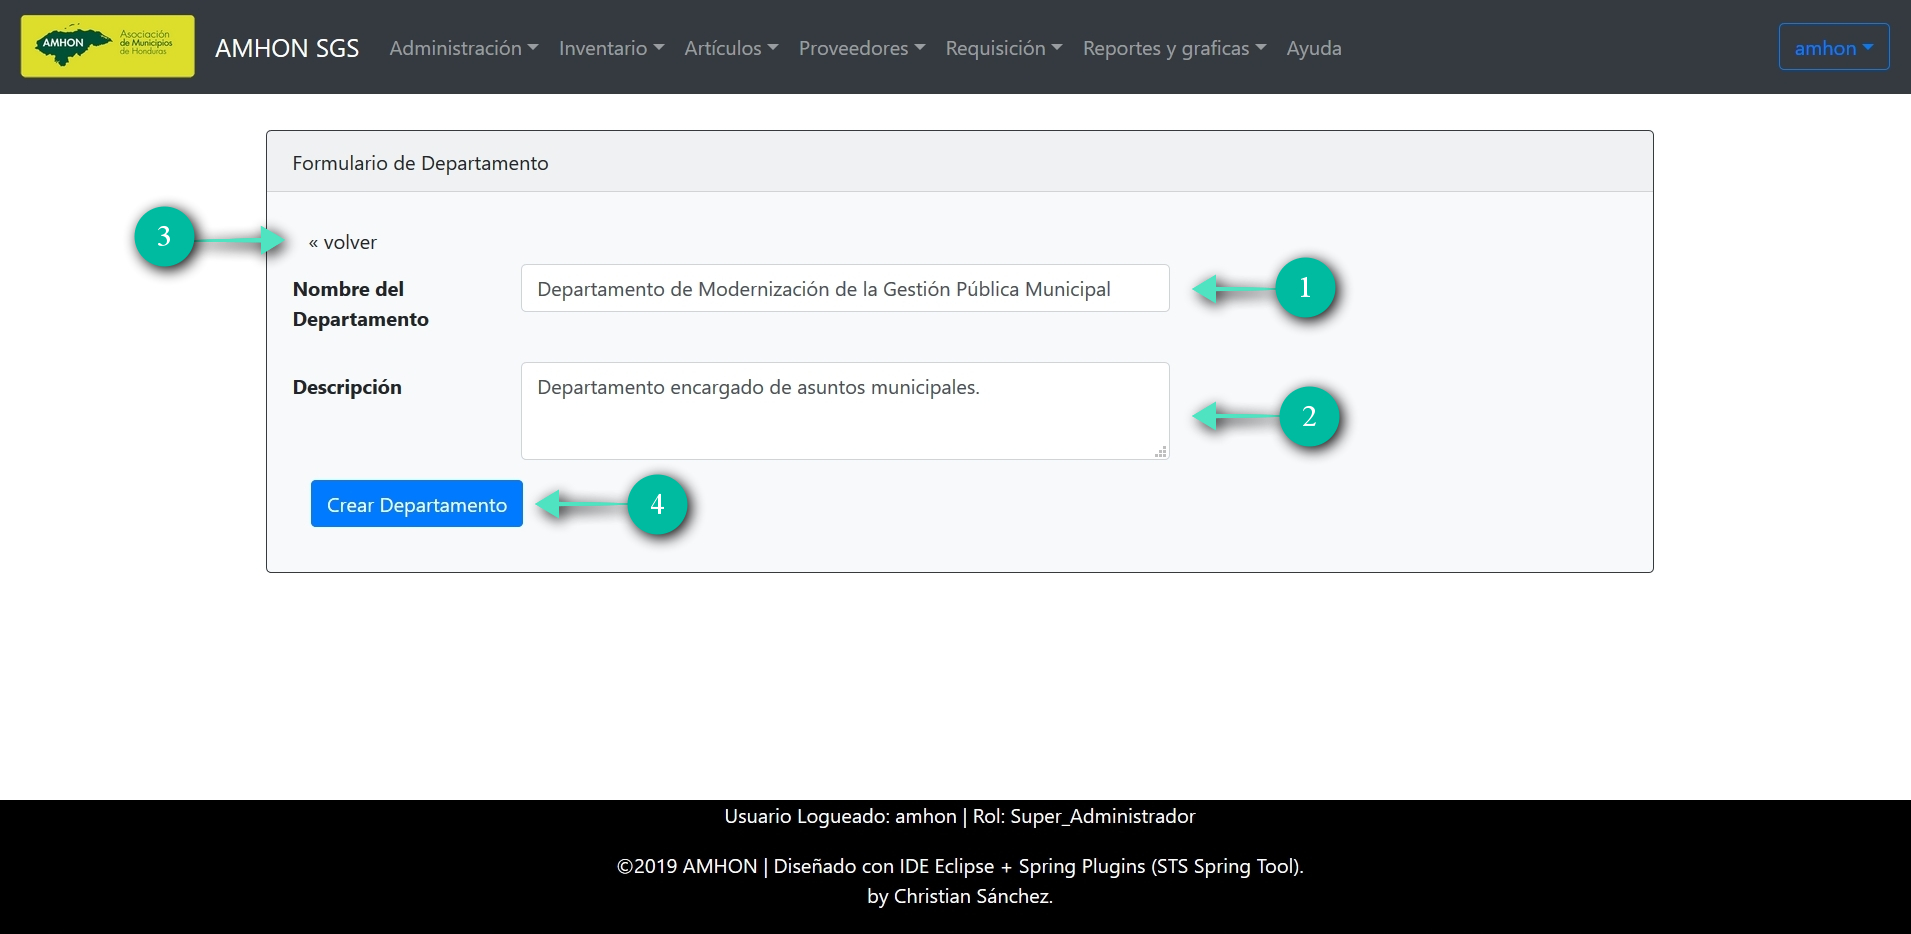 AMHON
Asociación
de Municipios
de Honduras
AMHON SGS
Administración
Inventario
Artículos
Proveedores
Requisición
Reportes y graficas
Ayuda
amhon
Formulario de Departamento
3
« volver
Nombre del
Departamento
Departamento de Modernización de la Gestión Pública Municipal
1
Descripción
Departamento encargado de asuntos municipales.
2
Crear Departamento
4
Usuario Logueado: amhon | Rol: Super_Administrador
©2019 AMHON | Diseñado con IDE Eclipse + Spring Plugins (STS Spring Tool).
by Christian Sánchez.